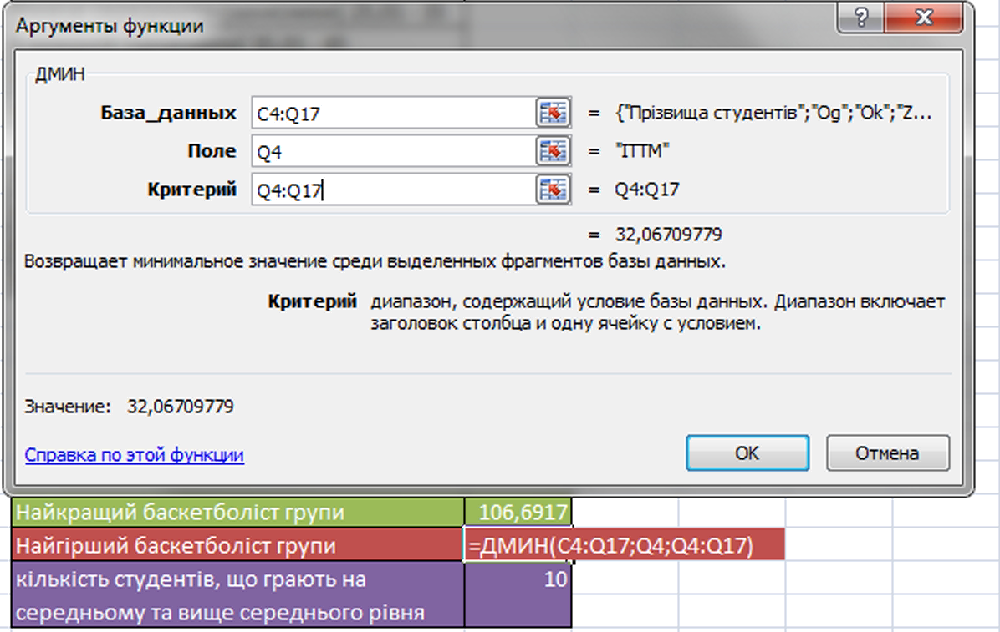 Аргументы функции
ДМИН
База_данных C4:Q17 = {"Прізвища студентів";"Og";"Ok";"Z...
Поле Q4 = "ІТТМ"
Критерий Q4:Q17 = Q4:Q17
= 32,06709779
Возвращает минимальное значение среди выделенных фрагментов базы данных.
Критерий диапазон, содержащий условие базы данных. Диапазон включает
заголовок столбца и одну ячейку с условием.
Значение: 32,06709779
Справка по этой функции
ОК Отмена
Найкращий баскетболіст групи 106,6917
Найгірший баскетболіст групи =ДМИН(C4:Q17;Q4;Q4:Q17)
кількість студентів, що грають на 10
середньому та вище середнього рівня